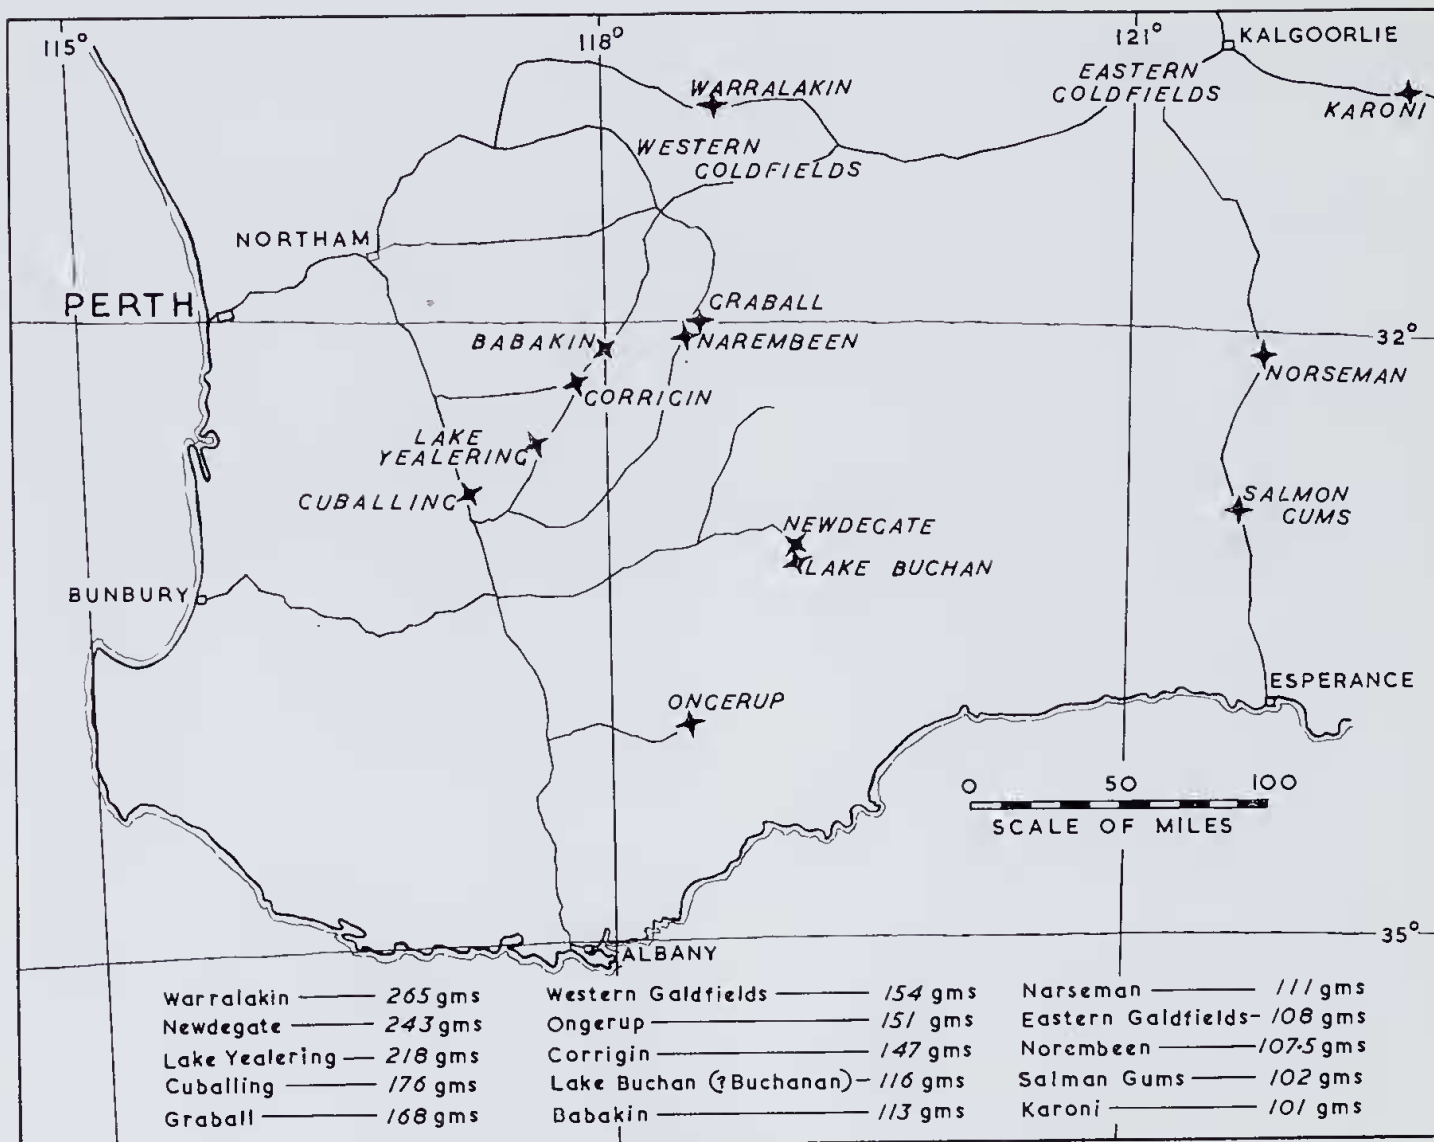 115°
118°
121°
KALGOORLIE
EASTERN
GOLDFIELDS
WARRALAKIN
KARONI
WESTERN
GOLDFIELDS
NORTHAM
PERTH
GRABALL
BABAKIN
NAREMBEEN
32°
NORSEMAN
CORRIGIN
LAKE
YEALERING
CUBALLING
SALMON
GUMS
NEWDEGATE
LAKE BUCHAN
BUNBURY
ESPERANCE
ONGERUP
0 50 100
SCALE OF MILES
35°
ALBANY
Warralakin 265 gms
Newdegate 243 gms
Lake Yealering 218 gms
Cuballing 176 gms
Graball 168 gms
Western Galdfields 154 gms
Ongerup 151 gms
Corrigin 147 gms
Lake Buchan (?Buchanan) 116 gms
Babakin 113 gms
Narseman 111 gms
Eastern Galdfields 108 gms
Norembeen 107·5 gms
Salman Gums 102 gms
Karoni 101 gms